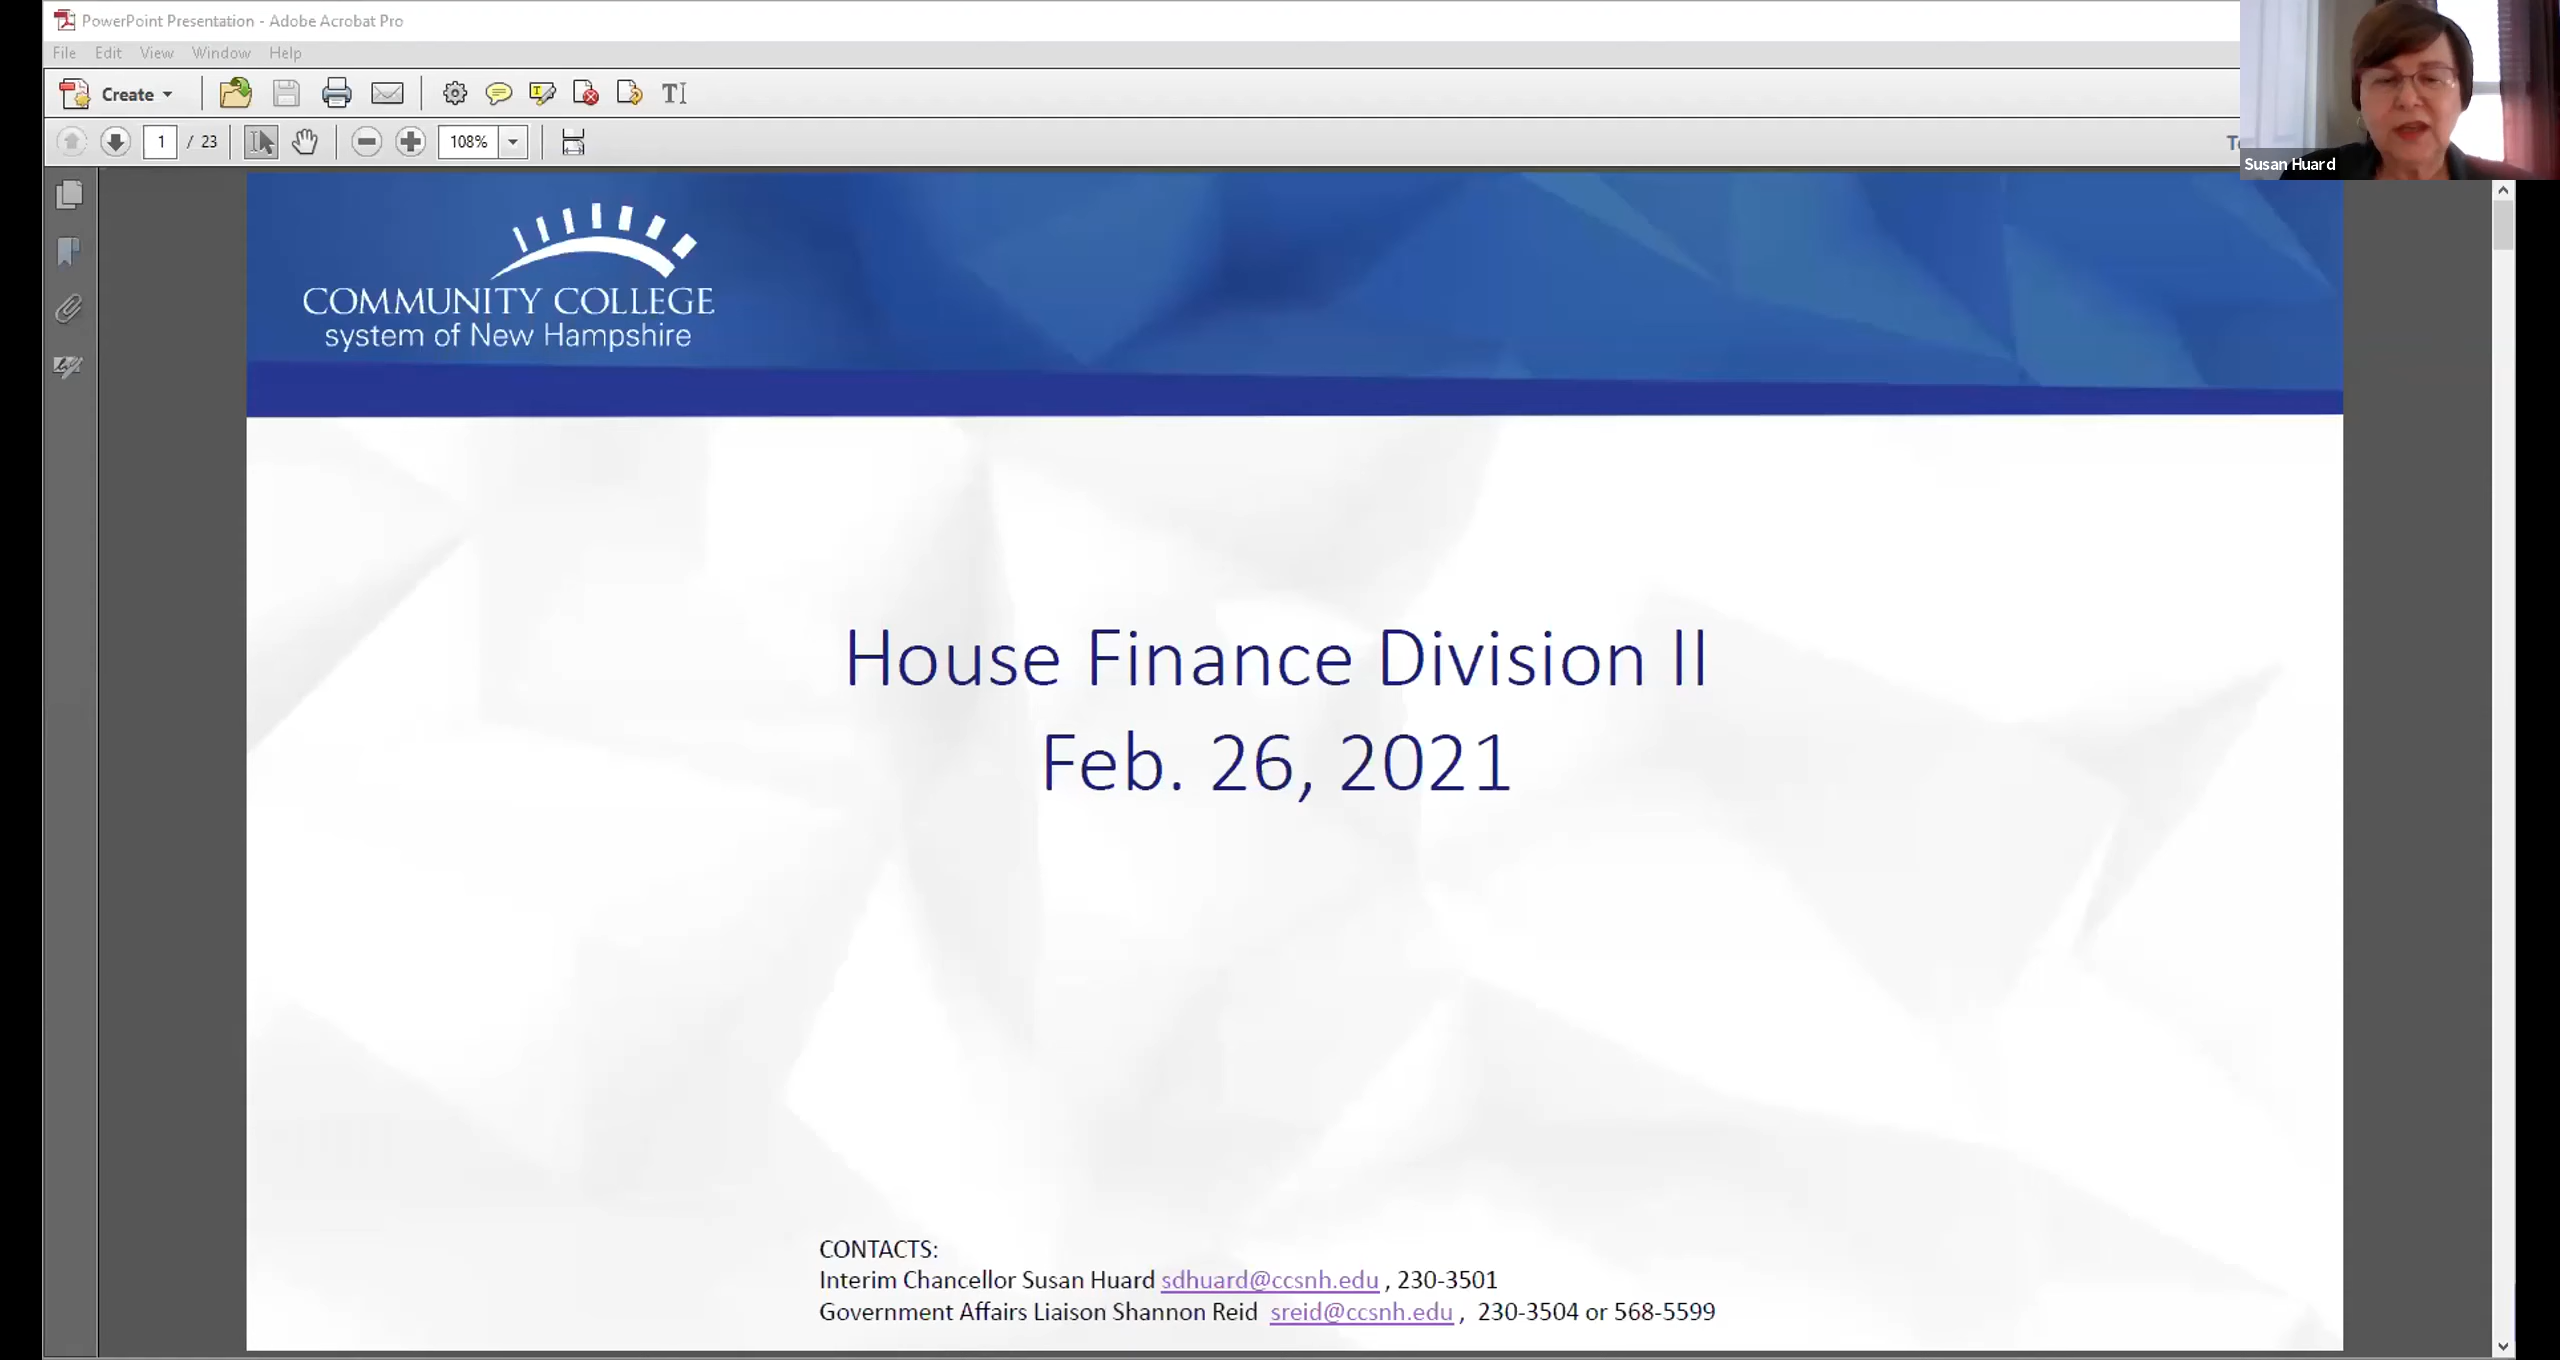 PowerPoint Presentation - Adobe Acrobat Pro
File Edit View Window Help
Create
1 / 23 108%
Susan Huard
COMMUNITY COLLEGE
system of New Hampshire
House Finance Division II
Feb. 26, 2021
CONTACTS:
Interim Chancellor Susan Huard sdhuard@ccsnh.edu , 230-3501
Government Affairs Liaison Shannon Reid sreid@ccsnh.edu , 230-3504 or 568-5599